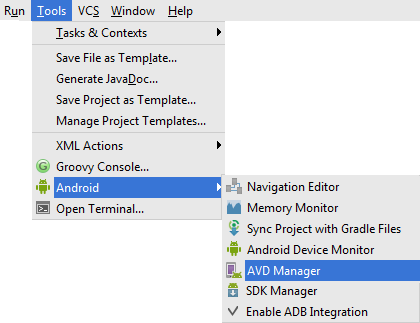 Run Tools VCS Window Help
Tasks & Contexts
Save File as Template...
Generate JavaDoc...
Save Project as Template...
Manage Project Templates...
XML Actions
Groovy Console...
Android
Open Terminal...
Navigation Editor
Memory Monitor
Sync Project with Gradle Files
Android Device Monitor
AVD Manager
SDK Manager
Enable ADB Integration